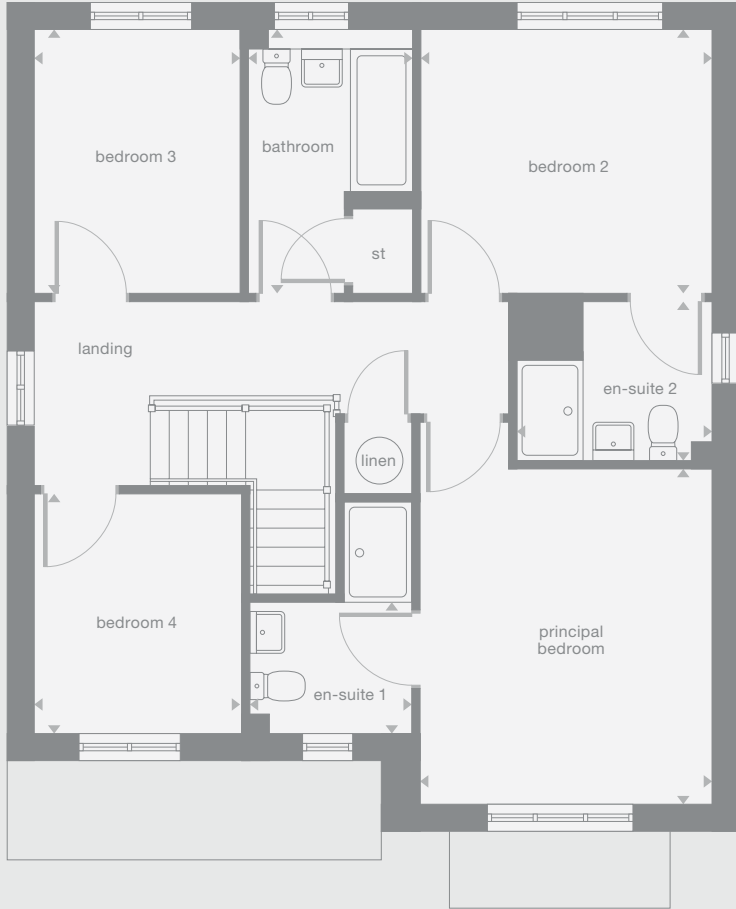 bedroom 3
bathroom
bedroom 2
st
landing
en-suite 2
linen
bedroom 4
principal
bedroom
en-suite 1